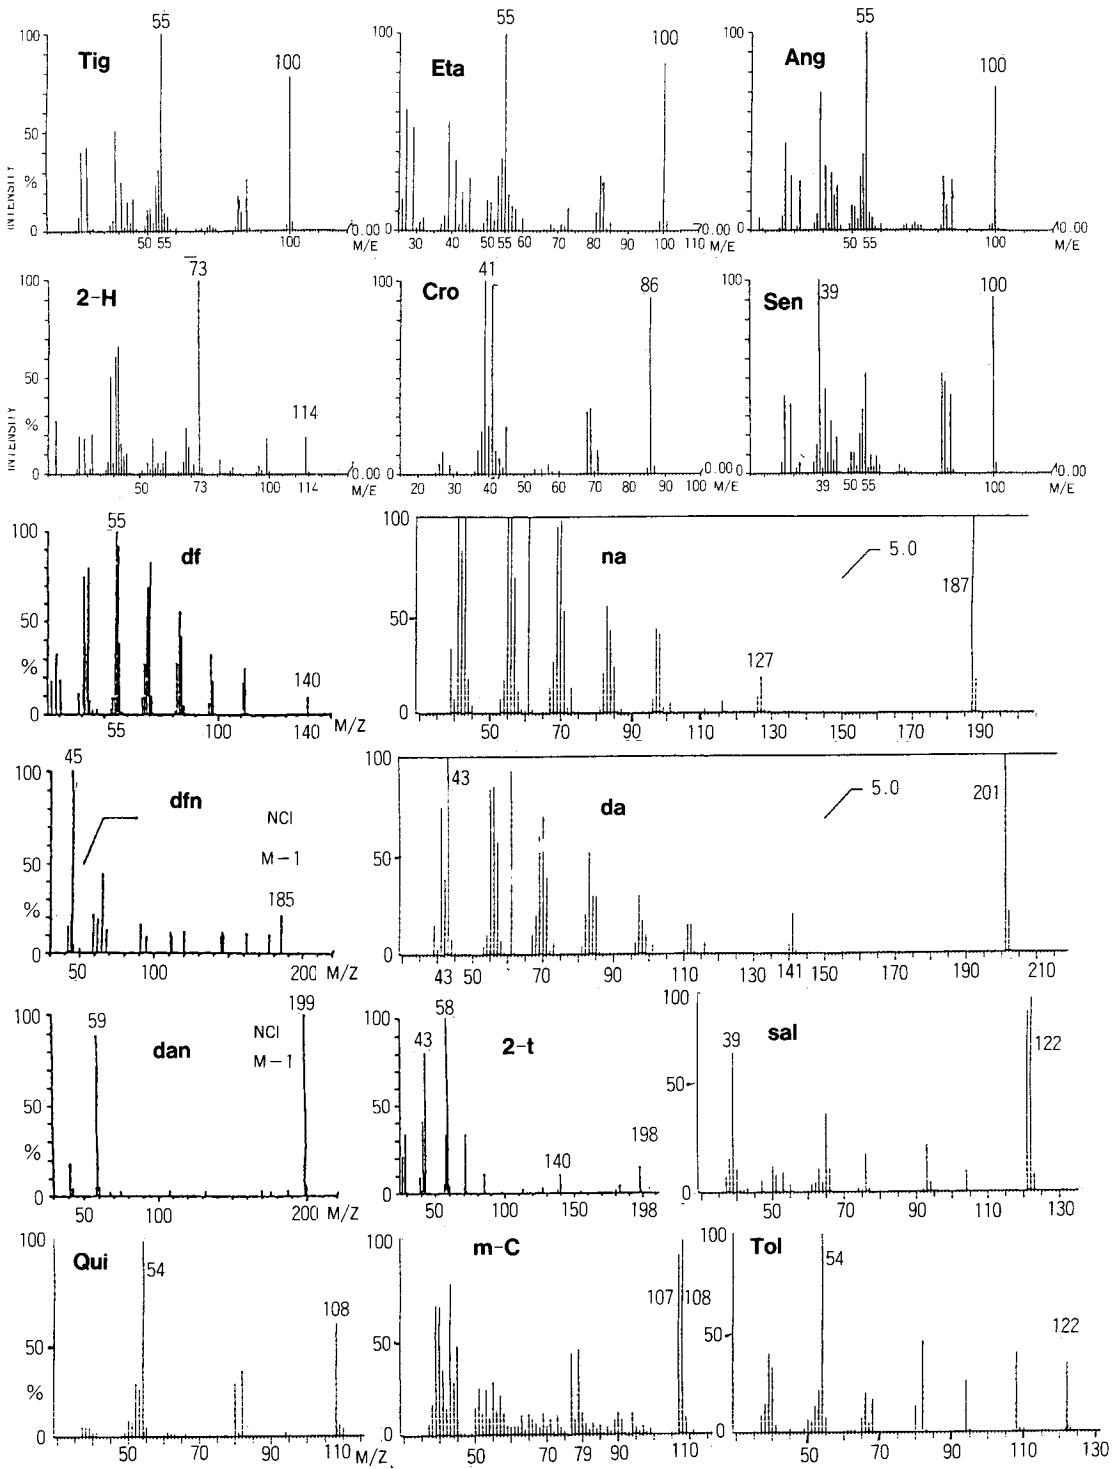 55 55 55
100 Tig 100 100 Eta 100 100 Ang 100
50 50 50
INTENSITY %
0 0 0
50 55 100 0.00 M/E
30 40 50 55 60 70 80 90 100 110 M/E
50 55 100 40.00 M/E
73 41
100 2-H 100 Cro 86 100 39 Sen 100
50 50 50
114
INTENSITY %
0 0 0
50 73 100 114 0.00 M/E
20 30 40 50 60 70 80 90 100 0.00 M/E
39 50 55 100 40.00 M/E
100 55 df 100 na 5.0 187
50 50
127
% 140
0 0
55 100 140 M/Z
50 70 90 110 130 150 170 190
100 45 dfn NCI M-1 100 43 da 5.0 201
50 185 50
%
0 0
50 100 200 M/Z
43 50 70 90 110 130 141 150 170 190 210
100 59 dan NCI M-1 199 100 43 58 2-t 100 39 sal 122
50 50 50
140 198
%
0 0 0
50 100 200 M/Z
50 100 150 198
50 70 90 110 130
100 Qui 54 108 100 m-C 107 108 100 Tol 54 122
50 50 50
%
0 0 0
50 70 90 110 M/Z
50 70 79 90 110
50 70 90 110 130